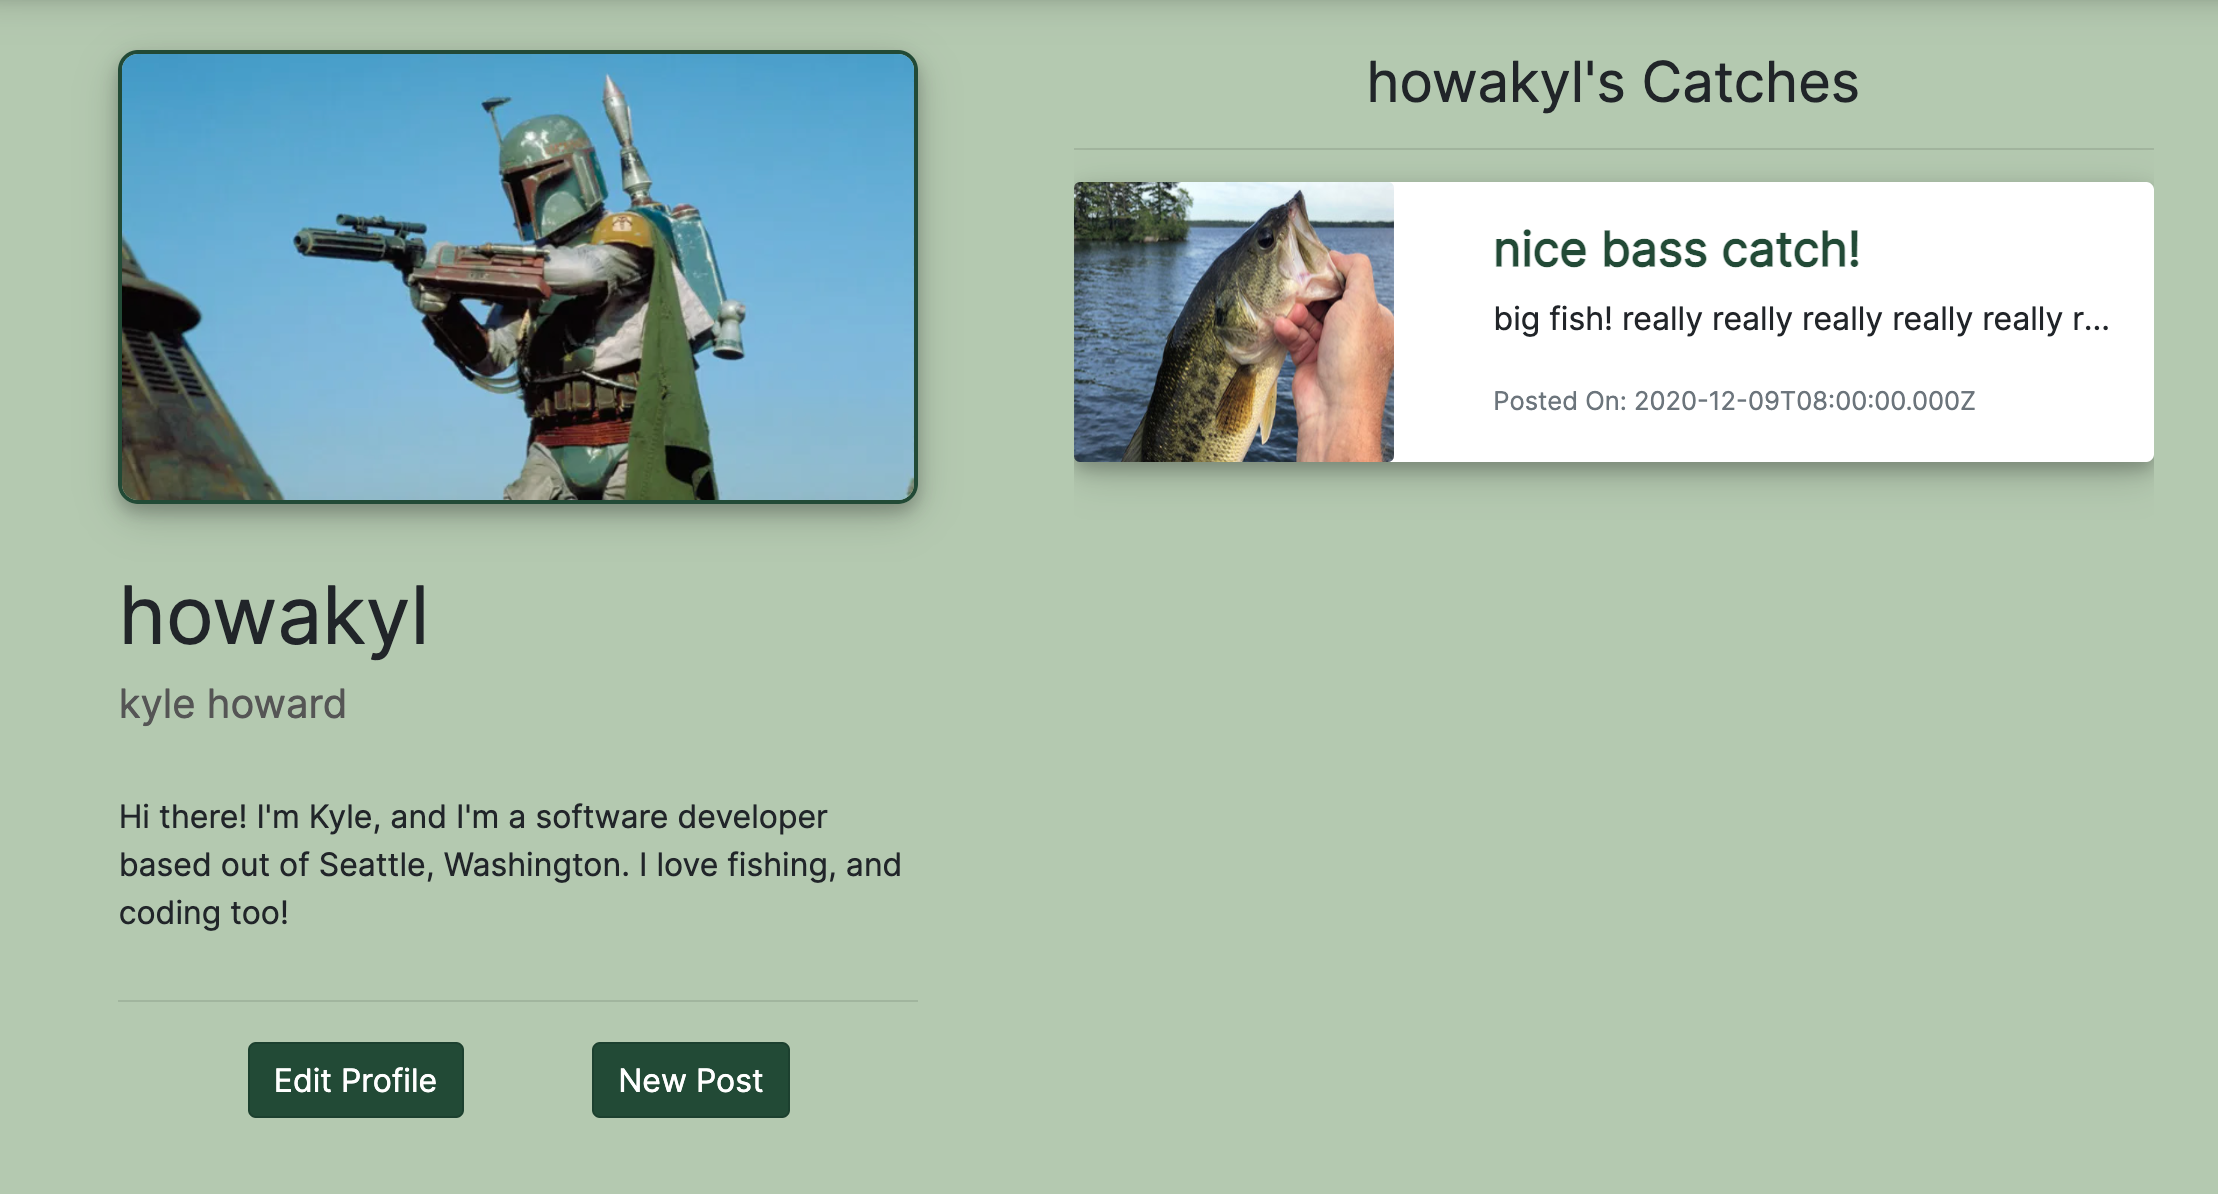 howakyl
kyle howard
Hi there! I'm Kyle, and I'm a software developer
based out of Seattle, Washington. I love fishing, and
coding too!
Edit Profile
New Post
howakyl's Catches
nice bass catch!
big fish! really really really really really r...
Posted On: 2020-12-09T08:00:00.000Z